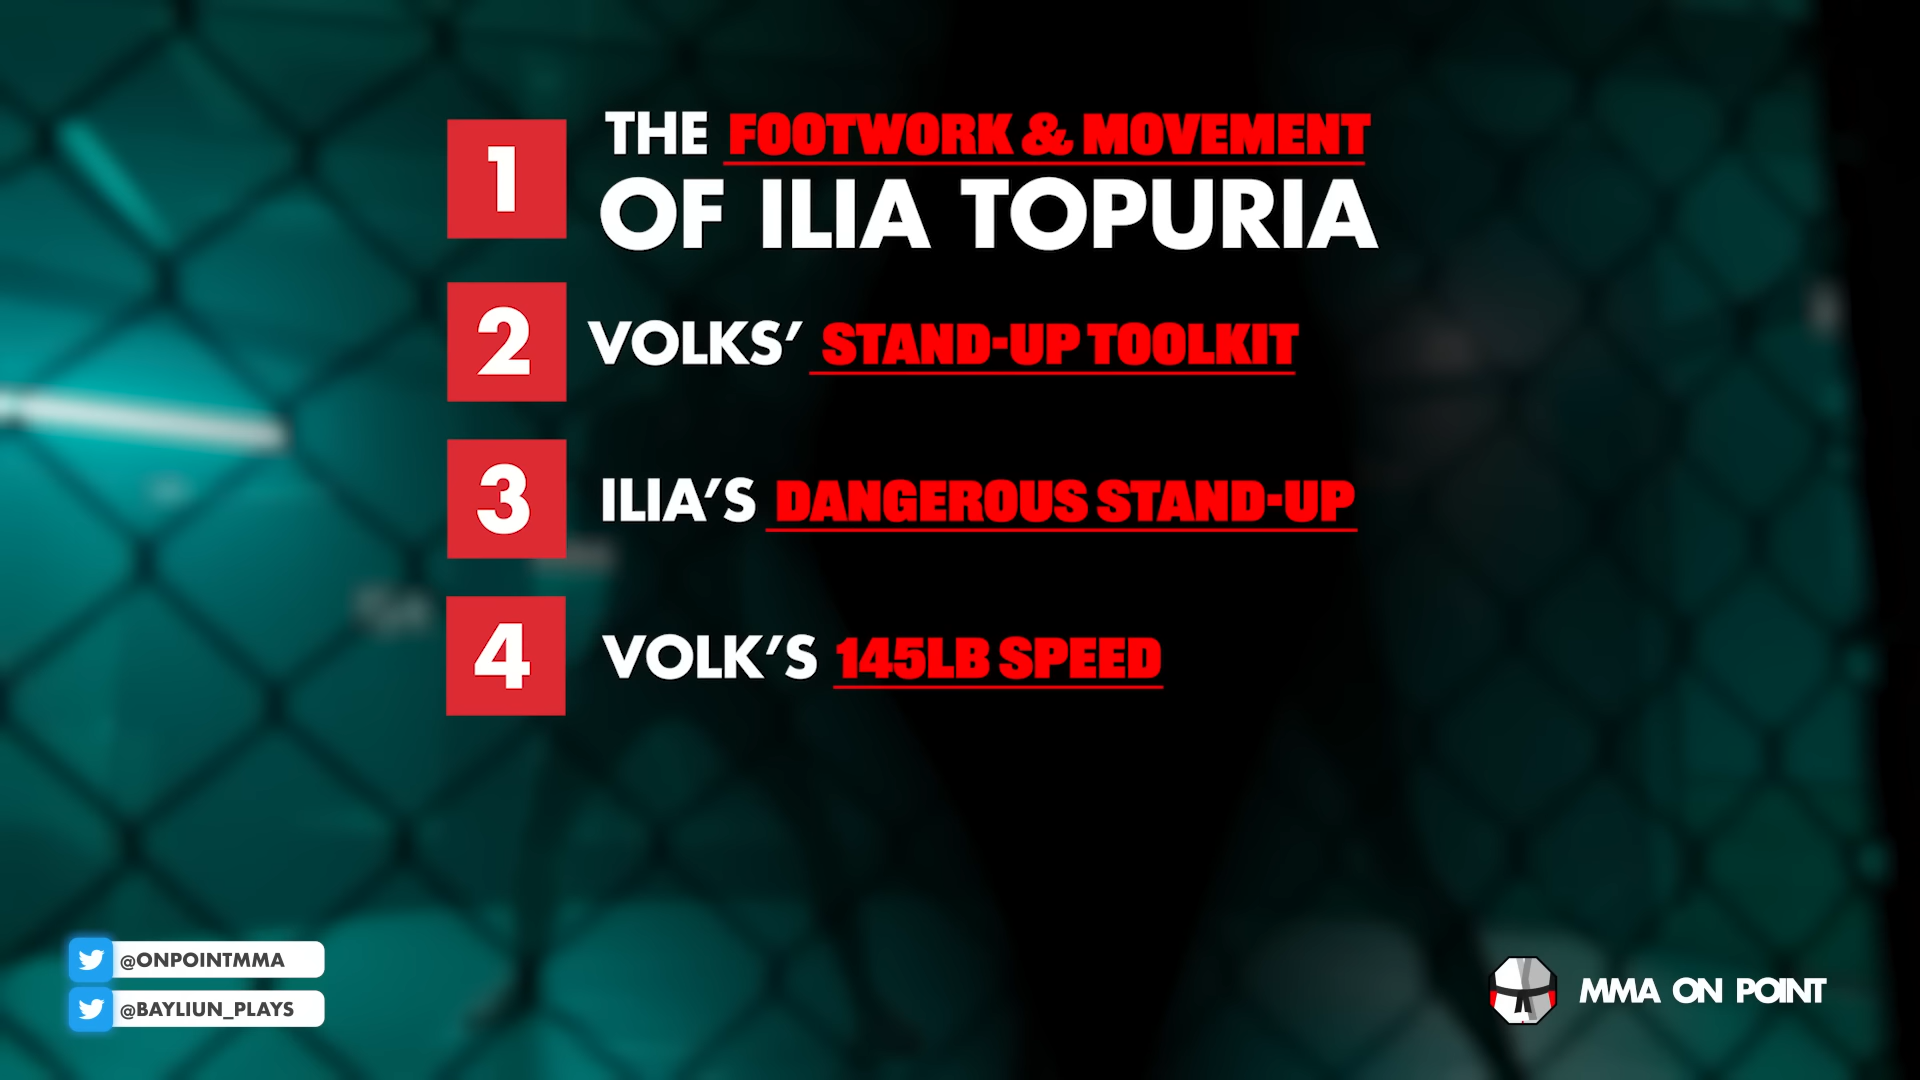 1
THE FOOTWORK & MOVEMENT
OF ILIA TOPURIA
2
VOLKS’ STAND-UP TOOLKIT
3
ILIA’S DANGEROUS STAND-UP
4
VOLK’S 145LB SPEED
@ONPOINTMMA
@BAYLIUN_PLAYS
MMA ON POINT